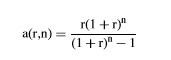 a(r,n) = r(1 + r)ⁿ / ((1 + r)ⁿ − 1)